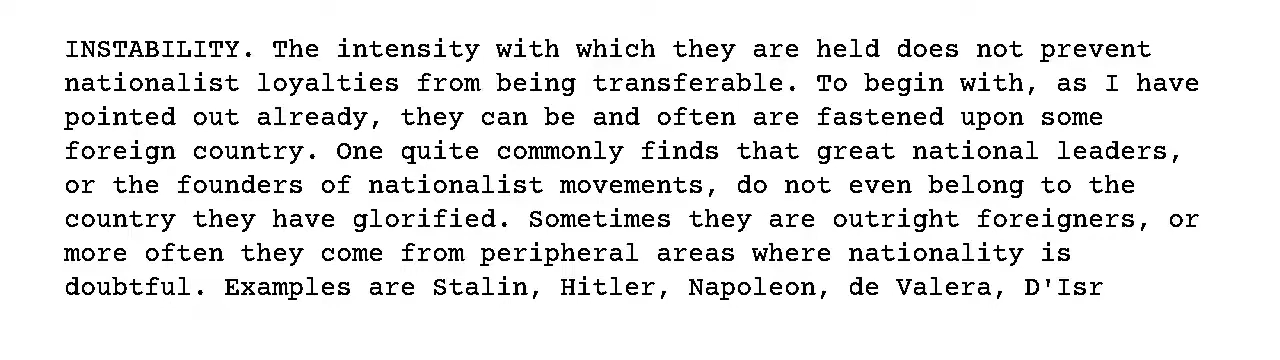 INSTABILITY. The intensity with which they are held does not prevent
nationalist loyalties from being transferable. To begin with, as I have
pointed out already, they can be and often are fastened upon some
foreign country. One quite commonly finds that great national leaders,
or the founders of nationalist movements, do not even belong to the
country they have glorified. Sometimes they are outright foreigners, or
more often they come from peripheral areas where nationality is
doubtful. Examples are Stalin, Hitler, Napoleon, de Valera, D'Isr